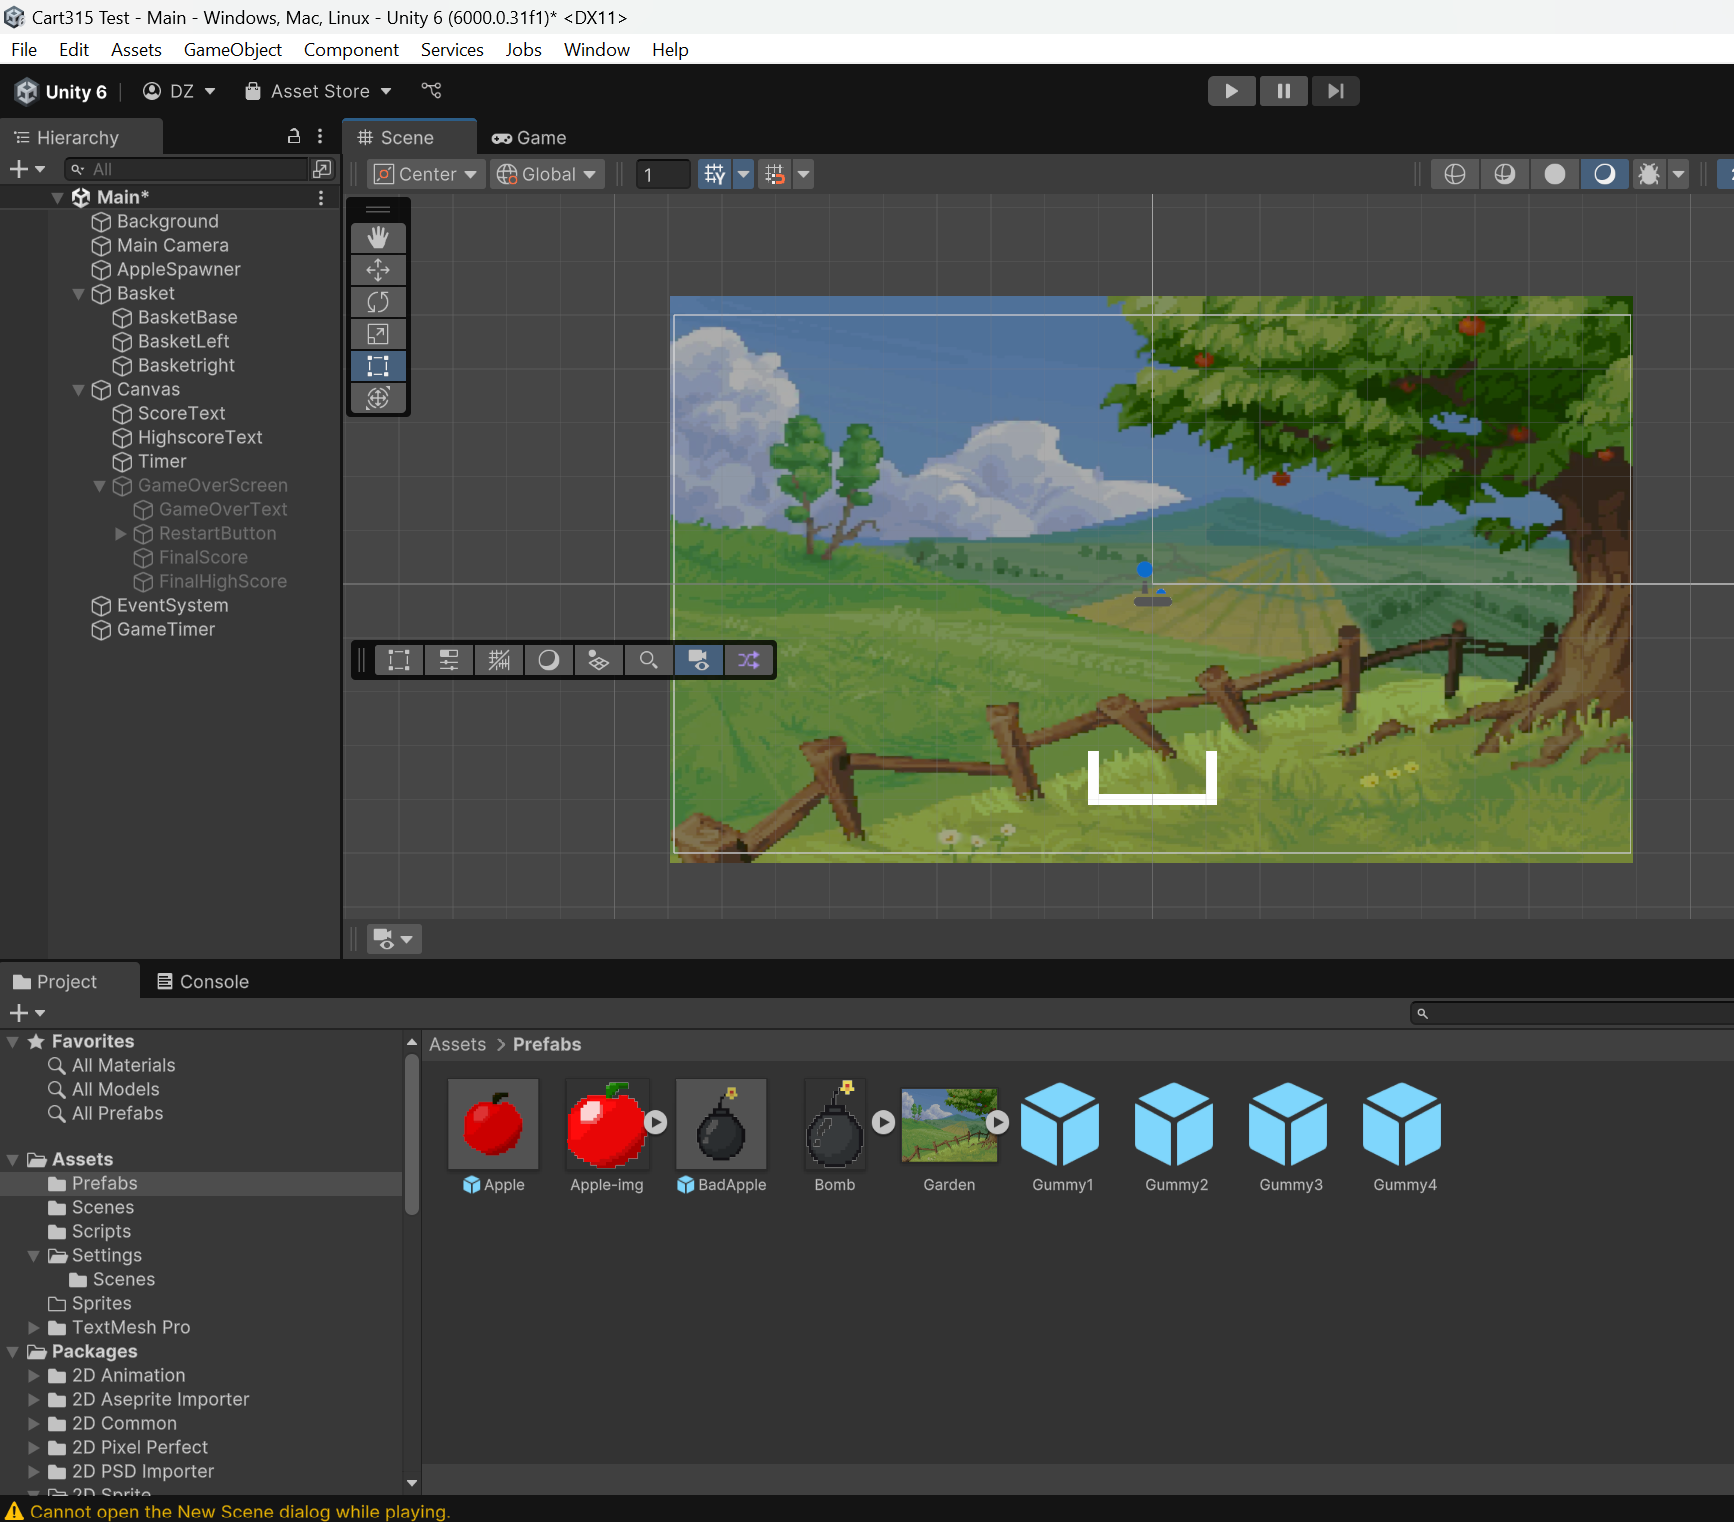 Cart315 Test - Main - Windows, Mac, Linux - Unity 6 (6000.0.31f1)* <DX11>
File Edit Assets GameObject Component Services Jobs Window Help
Unity 6 DZ Asset Store
Hierarchy
Scene Game
All
Center Global 1
Main*
Background
Main Camera
AppleSpawner
Basket
BasketBase
BasketLeft
Basketright
Canvas
ScoreText
HighscoreText
Timer
GameOverScreen
GameOverText
RestartButton
FinalScore
FinalHighScore
EventSystem
GameTimer
Project Console
Favorites
All Materials
All Models
All Prefabs
Assets
Prefabs
Scenes
Scripts
Settings
Scenes
Sprites
TextMesh Pro
Packages
2D Animation
2D Aseprite Importer
2D Common
2D Pixel Perfect
2D PSD Importer
2D Sprite
Assets > Prefabs
Apple Apple-img BadApple Bomb Garden Gummy1 Gummy2 Gummy3 Gummy4
Cannot open the New Scene dialog while playing.